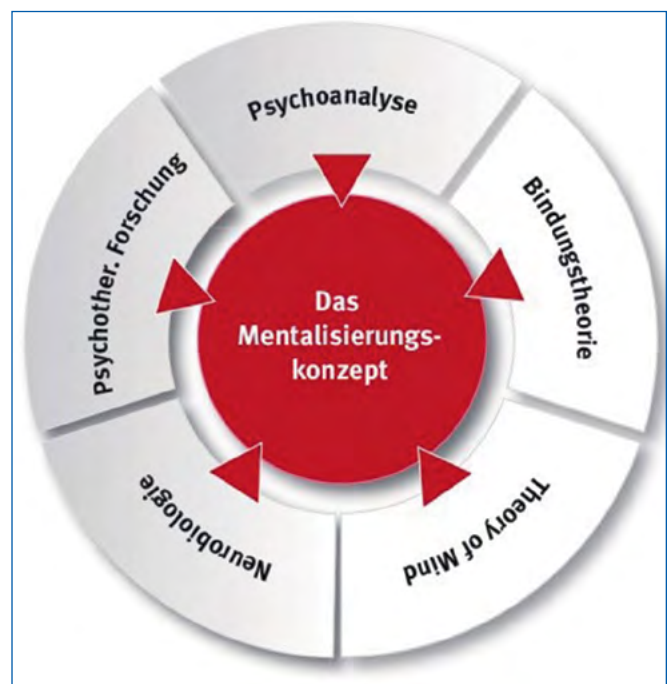 Psychoanalyse
Bindungstheorie
Theory of Mind
Neurobiologie
Psychother. Forschung
Das
Mentalisierungs-
konzept